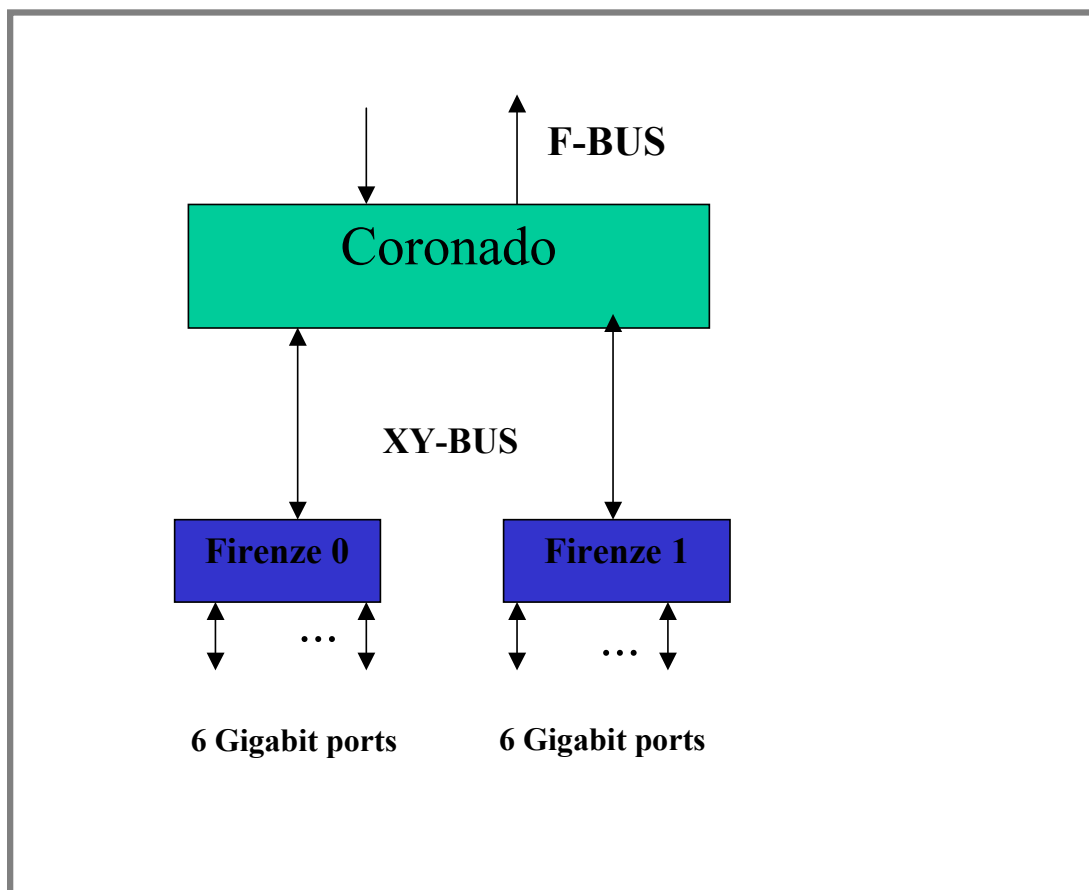 F-BUS
Coronado
XY-BUS
Firenze 0
Firenze 1
...
...
6 Gigabit ports
6 Gigabit ports